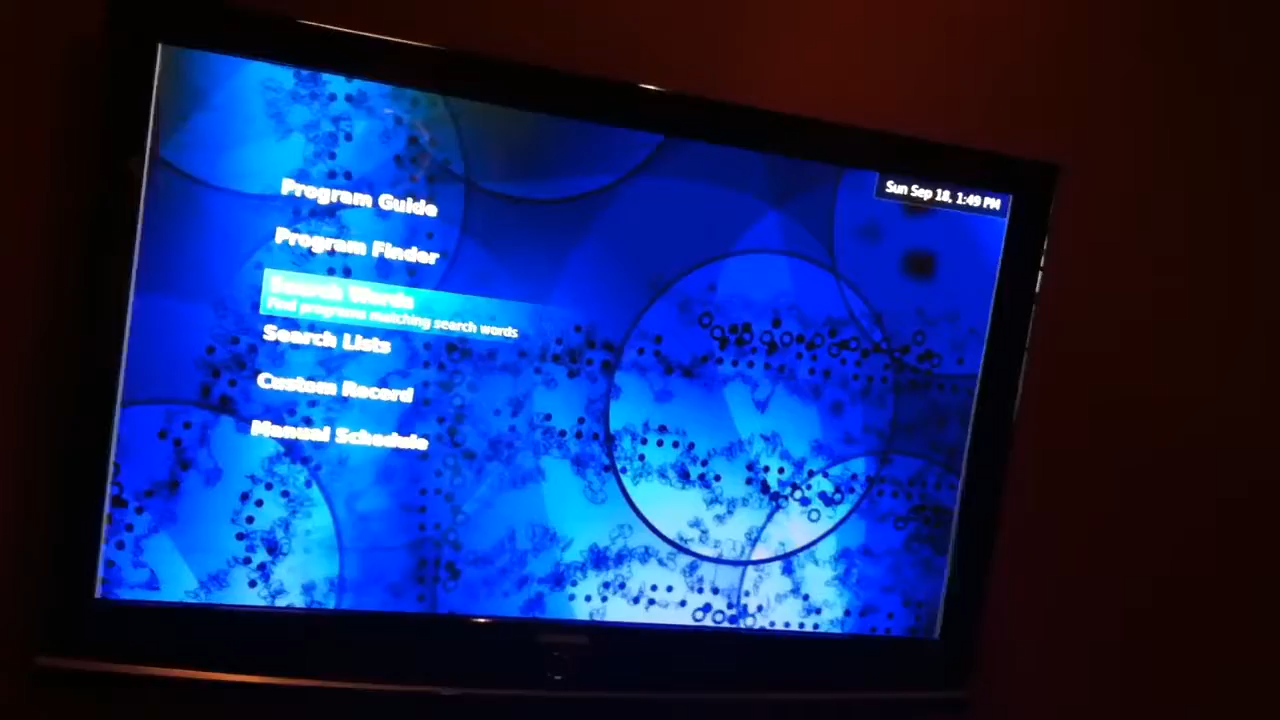 Sun Sep 18, 1:49 PM
Program Guide
Program Finder
Search Words
Find programs matching search words
Search Lists
Custom Record
Manual Schedule